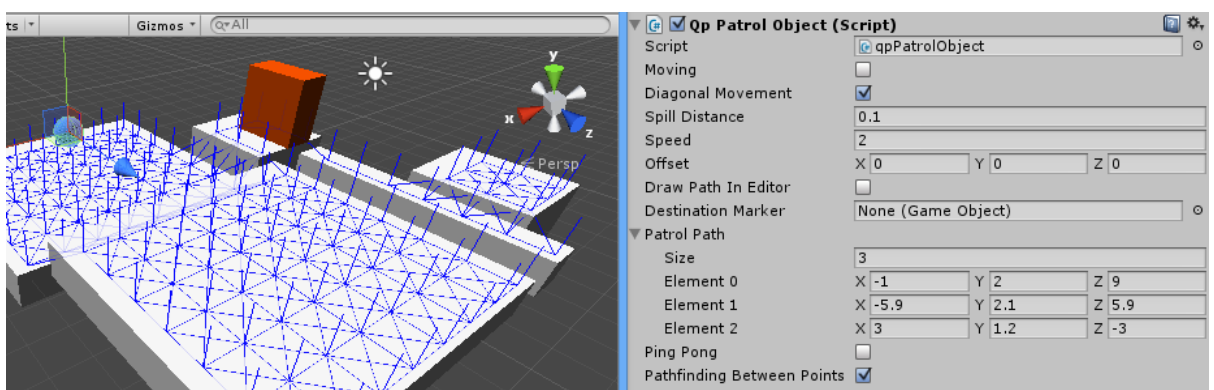 ts Gizmos All
y
x
z
Persp
Qp Patrol Object (Script)
Script qpPatrolObject
Moving
Diagonal Movement
Spill Distance 0.1
Speed 2
Offset X 0 Y 0 Z 0
Draw Path In Editor
Destination Marker None (Game Object)
Patrol Path
Size 3
Element 0 X -1 Y 2 Z 9
Element 1 X -5.9 Y 2.1 Z 5.9
Element 2 X 3 Y 1.2 Z -3
Ping Pong
Pathfinding Between Points